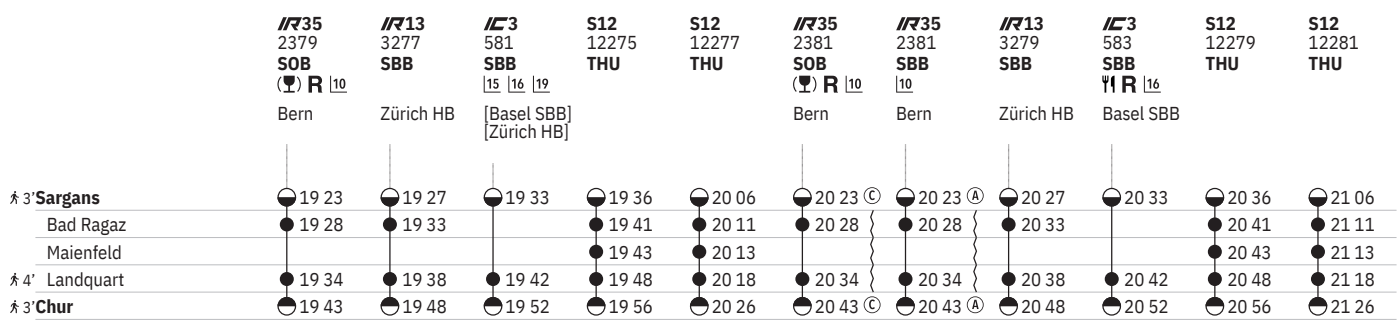 IR35 IR13 IC3 S12 S12 IR35 IR35 IR13 IC3 S12 S12
2379 3277 581 12275 12277 2381 2381 3279 583 12279 12281
SOB SBB SBB THU THU SOB SBB SBB SBB THU THU
R 10 15 16 19 R 10 10 R 16
Bern Zürich HB [Basel SBB] Bern Bern Zürich HB Basel SBB
[Zürich HB]
3' Sargans 19 23 19 27 19 33 19 36 20 06 20 23 C 20 23 A 20 27 20 33 20 36 21 06
Bad Ragaz 19 28 19 33 19 41 20 11 20 28 20 28 20 33 20 41 21 11
Maienfeld 19 43 20 13 20 43 21 13
4' Landquart 19 34 19 38 19 42 19 48 20 18 20 34 20 34 20 38 20 42 20 48 21 18
3' Chur 19 43 19 48 19 52 19 56 20 26 20 43 C 20 43 A 20 48 20 52 20 56 21 26